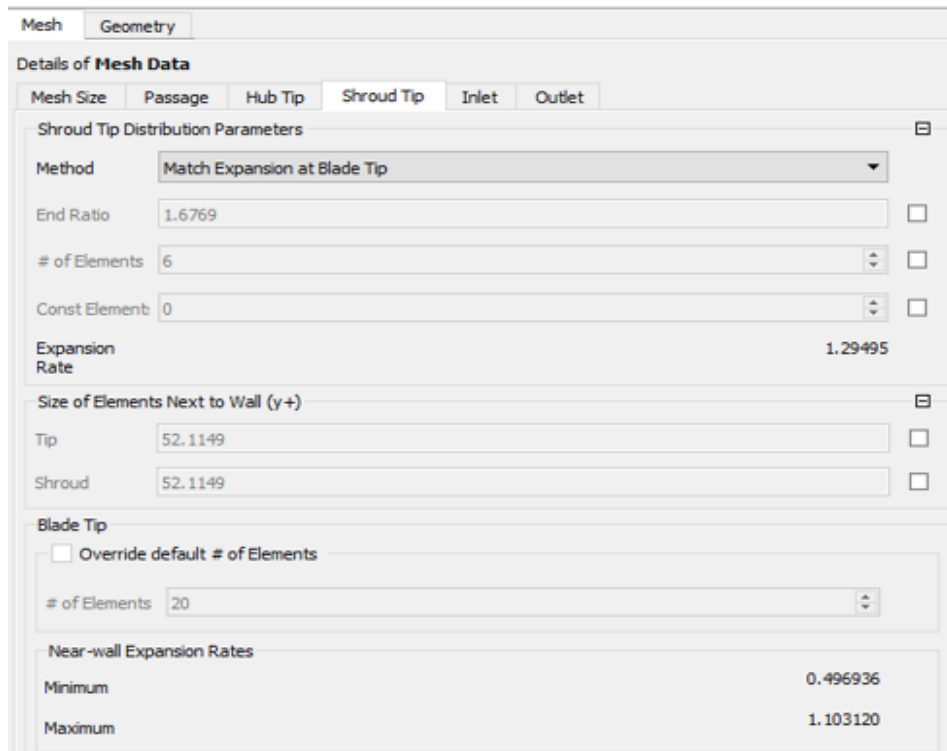 Mesh Geometry
Details of Mesh Data
Mesh Size Passage Hub Tip Shroud Tip Inlet Outlet
Shroud Tip Distribution Parameters
Method Match Expansion at Blade Tip
End Ratio 1.6769
# of Elements 6
Const Element: 0
Expansion 1.29495
Rate
Size of Elements Next to Wall (y+)
Tip 52.1149
Shroud 52.1149
Blade Tip
Override default # of Elements
# of Elements 20
Near-wall Expansion Rates
Minimum 0.496936
Maximum 1.103120